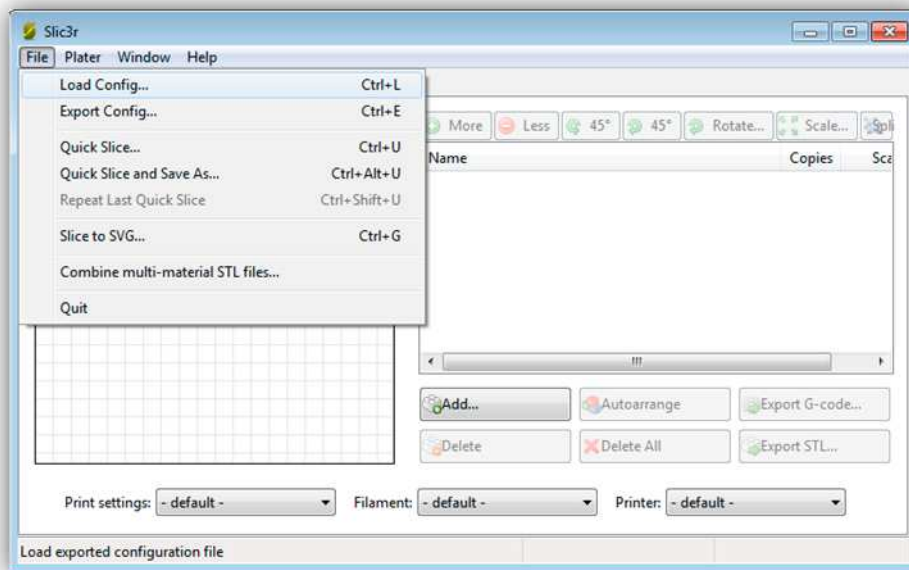 Slic3r
File Plater Window Help
Load Config... Ctrl+L
Export Config... Ctrl+E
Quick Slice... Ctrl+U
Quick Slice and Save As... Ctrl+Alt+U
Repeat Last Quick Slice Ctrl+Shift+U
Slice to SVG... Ctrl+G
Combine multi-material STL files...
Quit
More Less 45° 45° Rotate... Scale... Spli
Name Copies Sca
Add... Autoarrange Export G-code...
Delete Delete All Export STL...
Print settings: - default - Filament: - default - Printer: - default -
Load exported configuration file